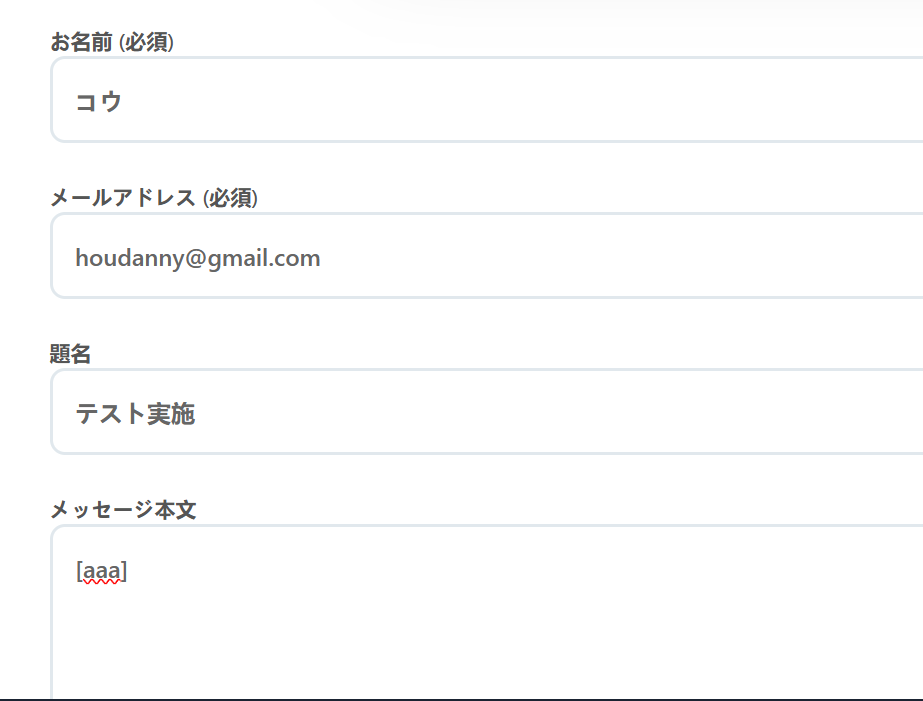 お名前 (必須)
コウ
メールアドレス (必須)
houdanny@gmail.com
題名
テスト実施
メッセージ本文
[aaa]